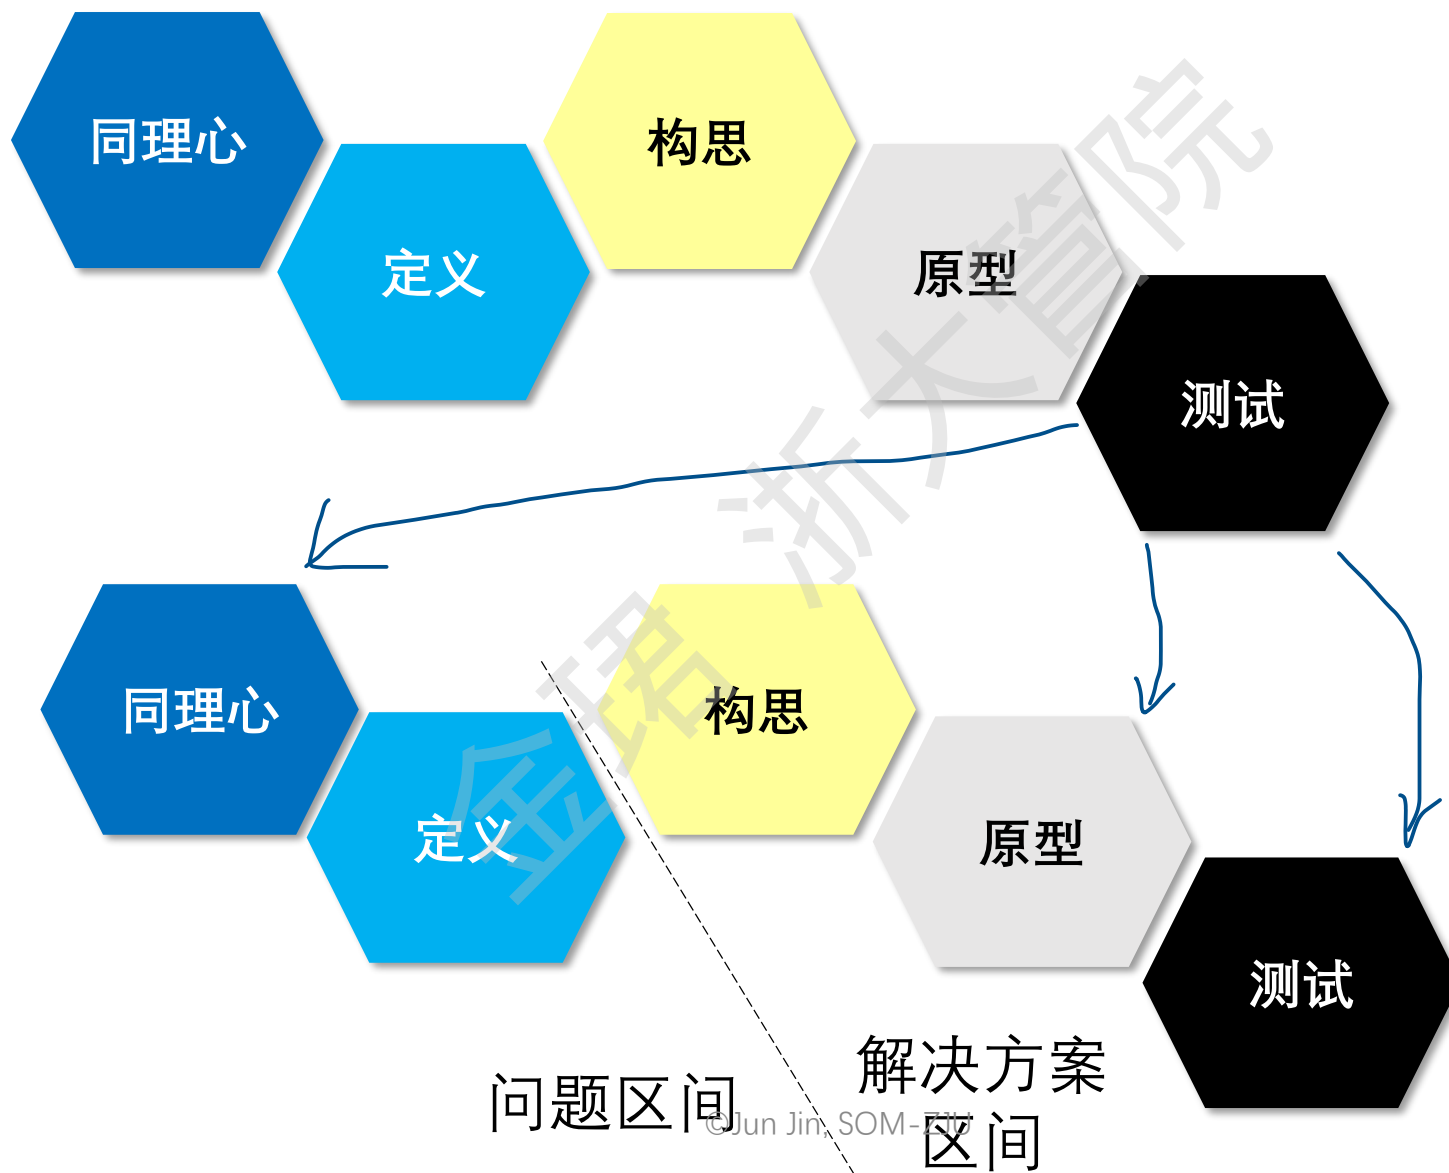 同理心
定义
构思
原型
测试
同理心
定义
构思
原型
测试
问题区间
解决方案
区间
©Jun Jin, SOM-ZJU
金珺 浙大管院